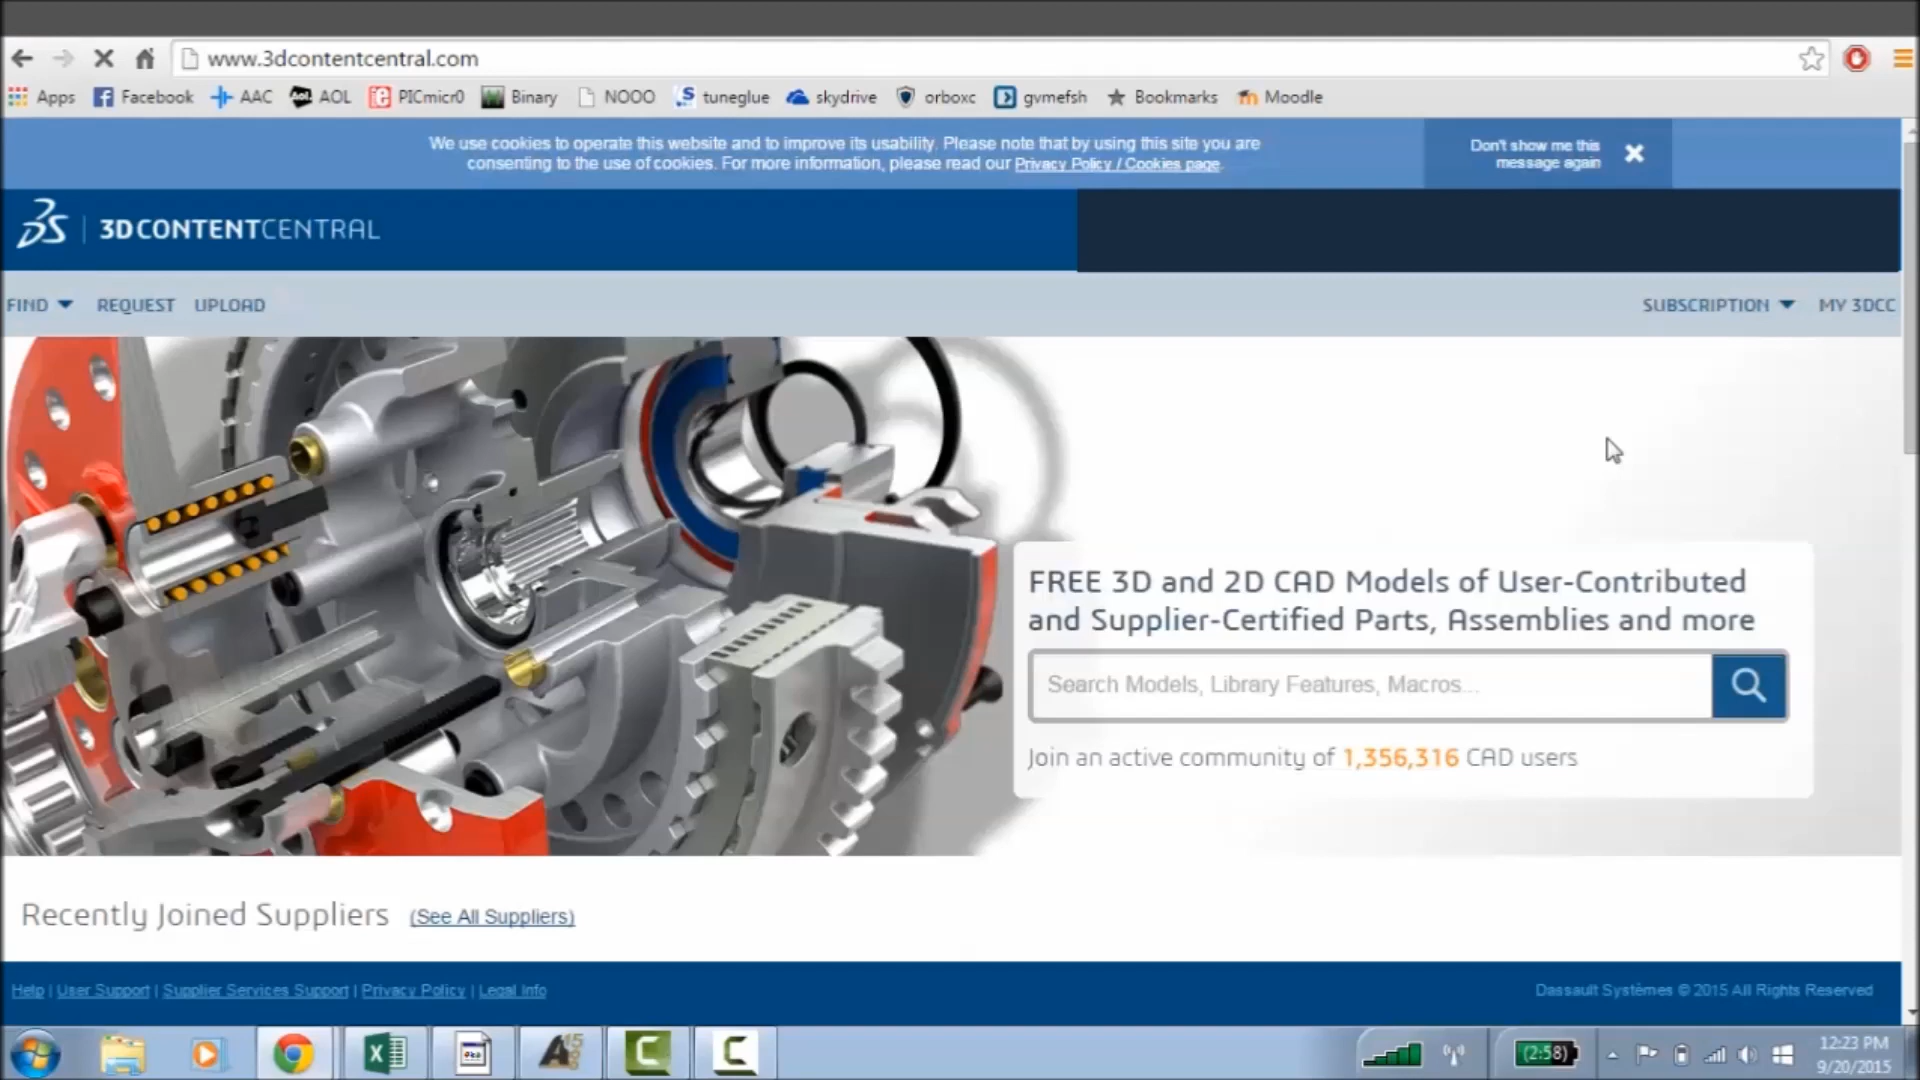 www.3dcontentcentral.com
Apps Facebook AAC AOL PICmicr0 Binary NOOO tuneglue skydrive orboxc gvmefsh Bookmarks Moodle
We use cookies to operate this website and to improve its usability. Please note that by using this site you are
consenting to the use of cookies. For more information, please read our Privacy Policy / Cookies page.
Don't show me this
message again
3DCONTENTCENTRAL
FIND REQUEST UPLOAD SUBSCRIPTION MY 3DCC
FREE 3D and 2D CAD Models of User-Contributed
and Supplier-Certified Parts, Assemblies and more
Search Models, Library Features, Macros...
Join an active community of 1,356,316 CAD users
Recently Joined Suppliers (See All Suppliers)
Help | User Support | Supplier Services Support | Privacy Policy | Legal Info
Dassault Systèmes © 2015 All Rights Reserved
(2:58)
12:23 PM
9/20/2015